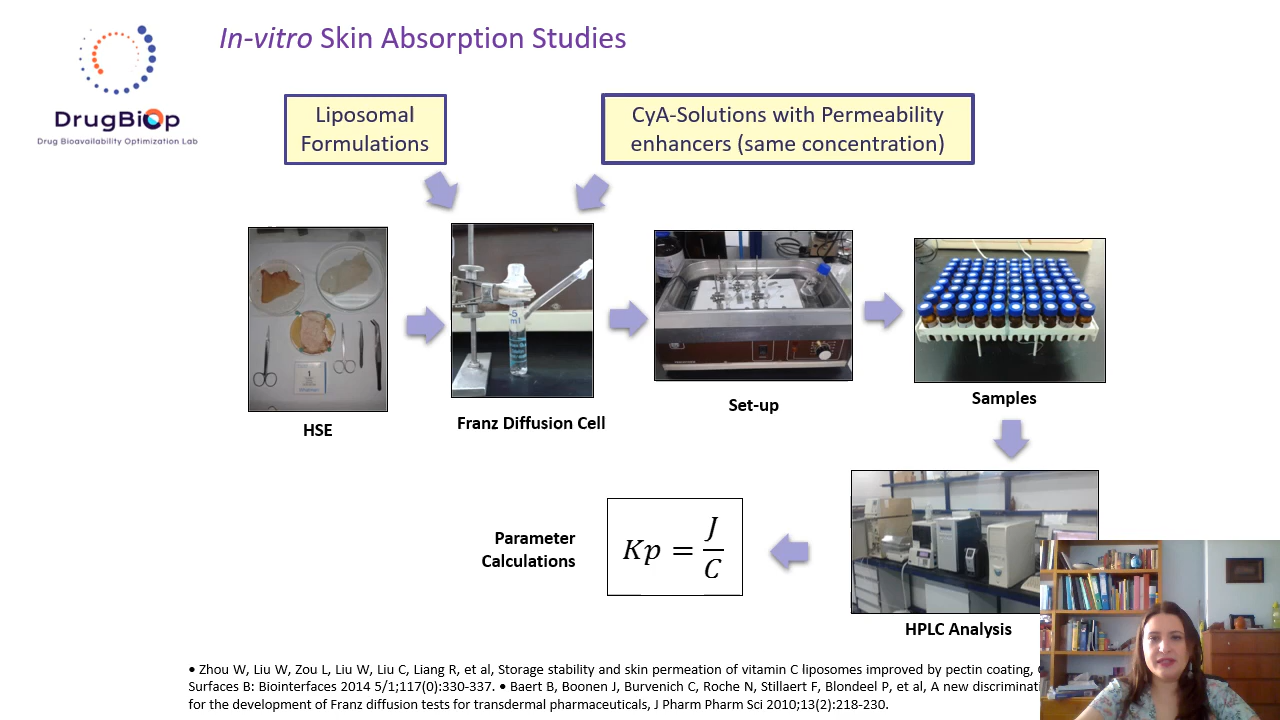 In-vitro Skin Absorption Studies
DrugBiOp
Drug Bioavailability Optimization Lab
Liposomal
Formulations
CyA-Solutions with Permeability
enhancers (same concentration)
HSE
Franz Diffusion Cell
Set-up
Samples
Parameter
Calculations
Kp = J/C
HPLC Analysis
• Zhou W, Liu W, Zou L, Liu W, Liu C, Liang R, et al, Storage stability and skin permeation of vitamin C liposomes improved by pectin coating,
Surfaces B: Biointerfaces 2014 5/1;117(0):330-337. • Baert B, Boonen J, Burvenich C, Roche N, Stillaert F, Blondeel P, et al, A new
for the development of Franz diffusion tests for transdermal pharmaceuticals, J Pharm Pharm Sci 2010;13(2):218-230.